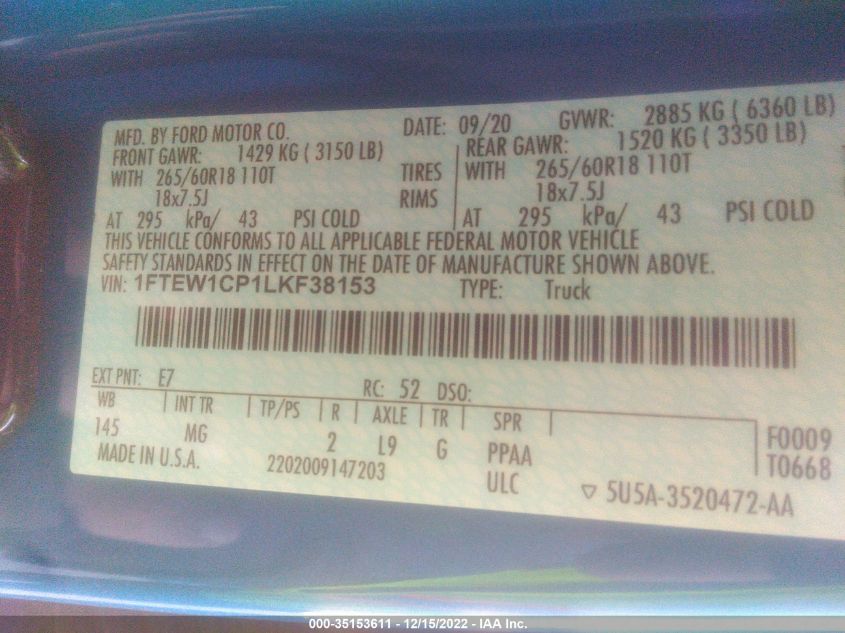 MFD. BY FORD MOTOR CO. DATE: 09/20 GVWR: 2885 KG ( 6360 LB)
FRONT GAWR: 1429 KG ( 3150 LB) REAR GAWR: 1520 KG ( 3350 LB)
WITH 265/60R18 110T TIRES WITH 265/60R18 110T
18x7.5J RIMS 18x7.5J
AT 295 kPa/ 43 PSI COLD AT 295 kPa/ 43 PSI COLD
THIS VEHICLE CONFORMS TO ALL APPLICABLE FEDERAL MOTOR VEHICLE
SAFETY STANDARDS IN EFFECT ON THE DATE OF MANUFACTURE SHOWN ABOVE.
VIN: 1FTEW1CP1LKF38153 TYPE: Truck
EXT PNT: E7 RC: 52 DSO:
WB INT TR TP/PS R AXLE TR SPR
145 MG 2 L9 G PPAA F0009
MADE IN U.S.A. 2202009147203 ULC T0668
5U5A-3520472-AA
000-35153611 - 12/15/2022 - IAA Inc.